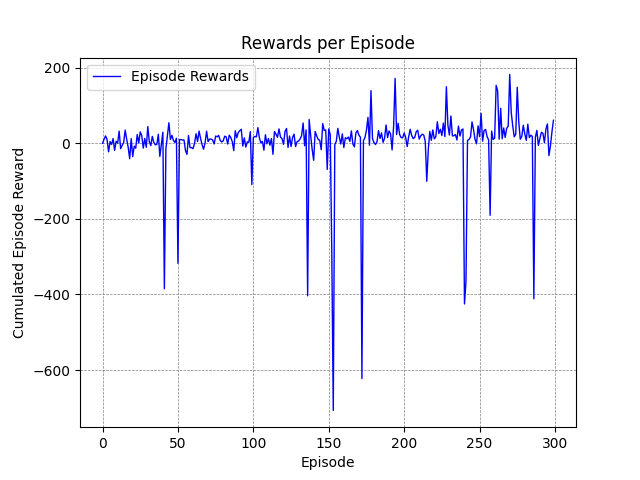 Rewards per Episode
Episode Rewards
200
0
−200
−400
−600
Cumulated Episode Reward
0 50 100 150 200 250 300
Episode